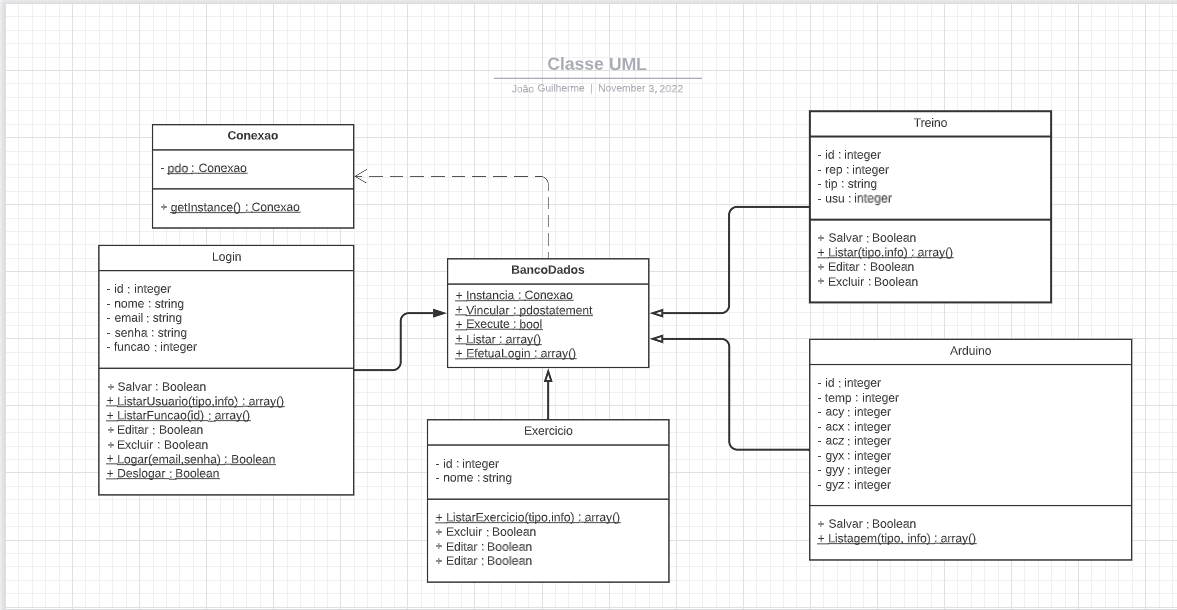 Classe UML
João Guilherme | November 3, 2022
Conexao
- pdo : Conexao
+ getInstance() : Conexao
Login
- id : integer
- nome : string
- email : string
- senha : string
- funcao : integer
+ Salvar : Boolean
+ ListarUsuario(tipo,info) : array()
+ ListarFuncao(id) : array()
+ Editar : Boolean
+ Excluir : Boolean
+ Logar(email,senha) : Boolean
+ Deslogar : Boolean
BancoDados
+ Instancia : Conexao
+ Vincular : pdostatement
+ Execute : bool
+ Listar : array()
+ EfetuaLogin : array()
Exercicio
- id : integer
- nome : string
+ ListarExercicio(tipo,info) : array()
+ Excluir : Boolean
+ Editar : Boolean
+ Editar : Boolean
Treino
- id : integer
- rep : integer
- tip : string
- usu : integer
+ Salvar : Boolean
+ Listar(tipo,info) : array()
+ Editar : Boolean
+ Excluir : Boolean
Arduino
- id : integer
- temp : integer
- acy : integer
- acx : integer
- acz : integer
- gyx : integer
- gyy : integer
- gyz : integer
+ Salvar : Boolean
+ Listagem(tipo, info) : array()